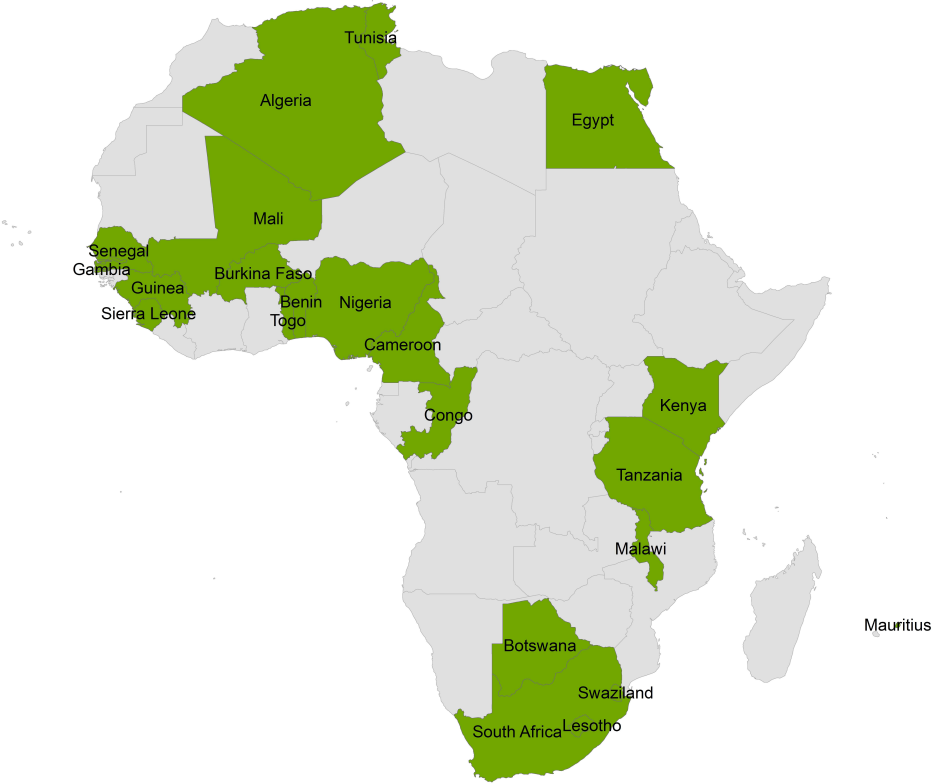 Tunisia
Algeria
Egypt
Mali
Senegal
Gambia
Burkina Faso
Guinea
Benin
Nigeria
Sierra Leone
Togo
Cameroon
Kenya
Congo
Tanzania
Malawi
Mauritius
Botswana
Swaziland
Lesotho
South Africa